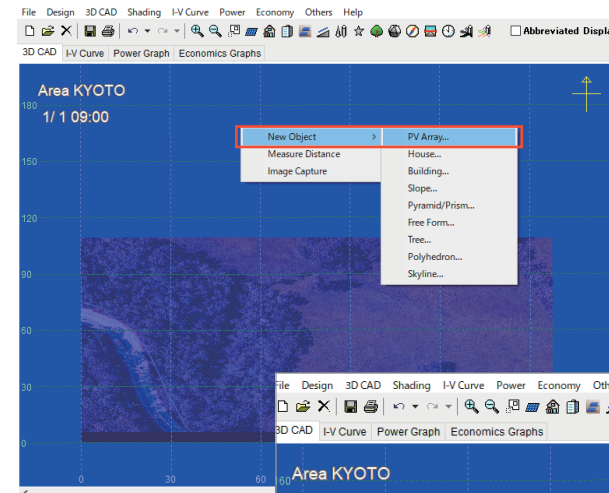 File Design 3D CAD Shading I-V Curve Power Economy Others Help
Abbreviated Displa
3D CAD I-V Curve Power Graph Economics Graphs
Area KYOTO
180
1/ 1 09:00
New Object > PV Array...
Measure Distance House...
Image Capture Building...
150
Slope...
Pyramid/Prism...
120
Free Form...
Tree...
Polyhedron...
90
Skyline...
60
30
File Design 3D CAD Shading I-V Curve Power Economy Oth
3D CAD I-V Curve Power Graph Economics Graphs
0
0 30 60
60
Area KYOTO